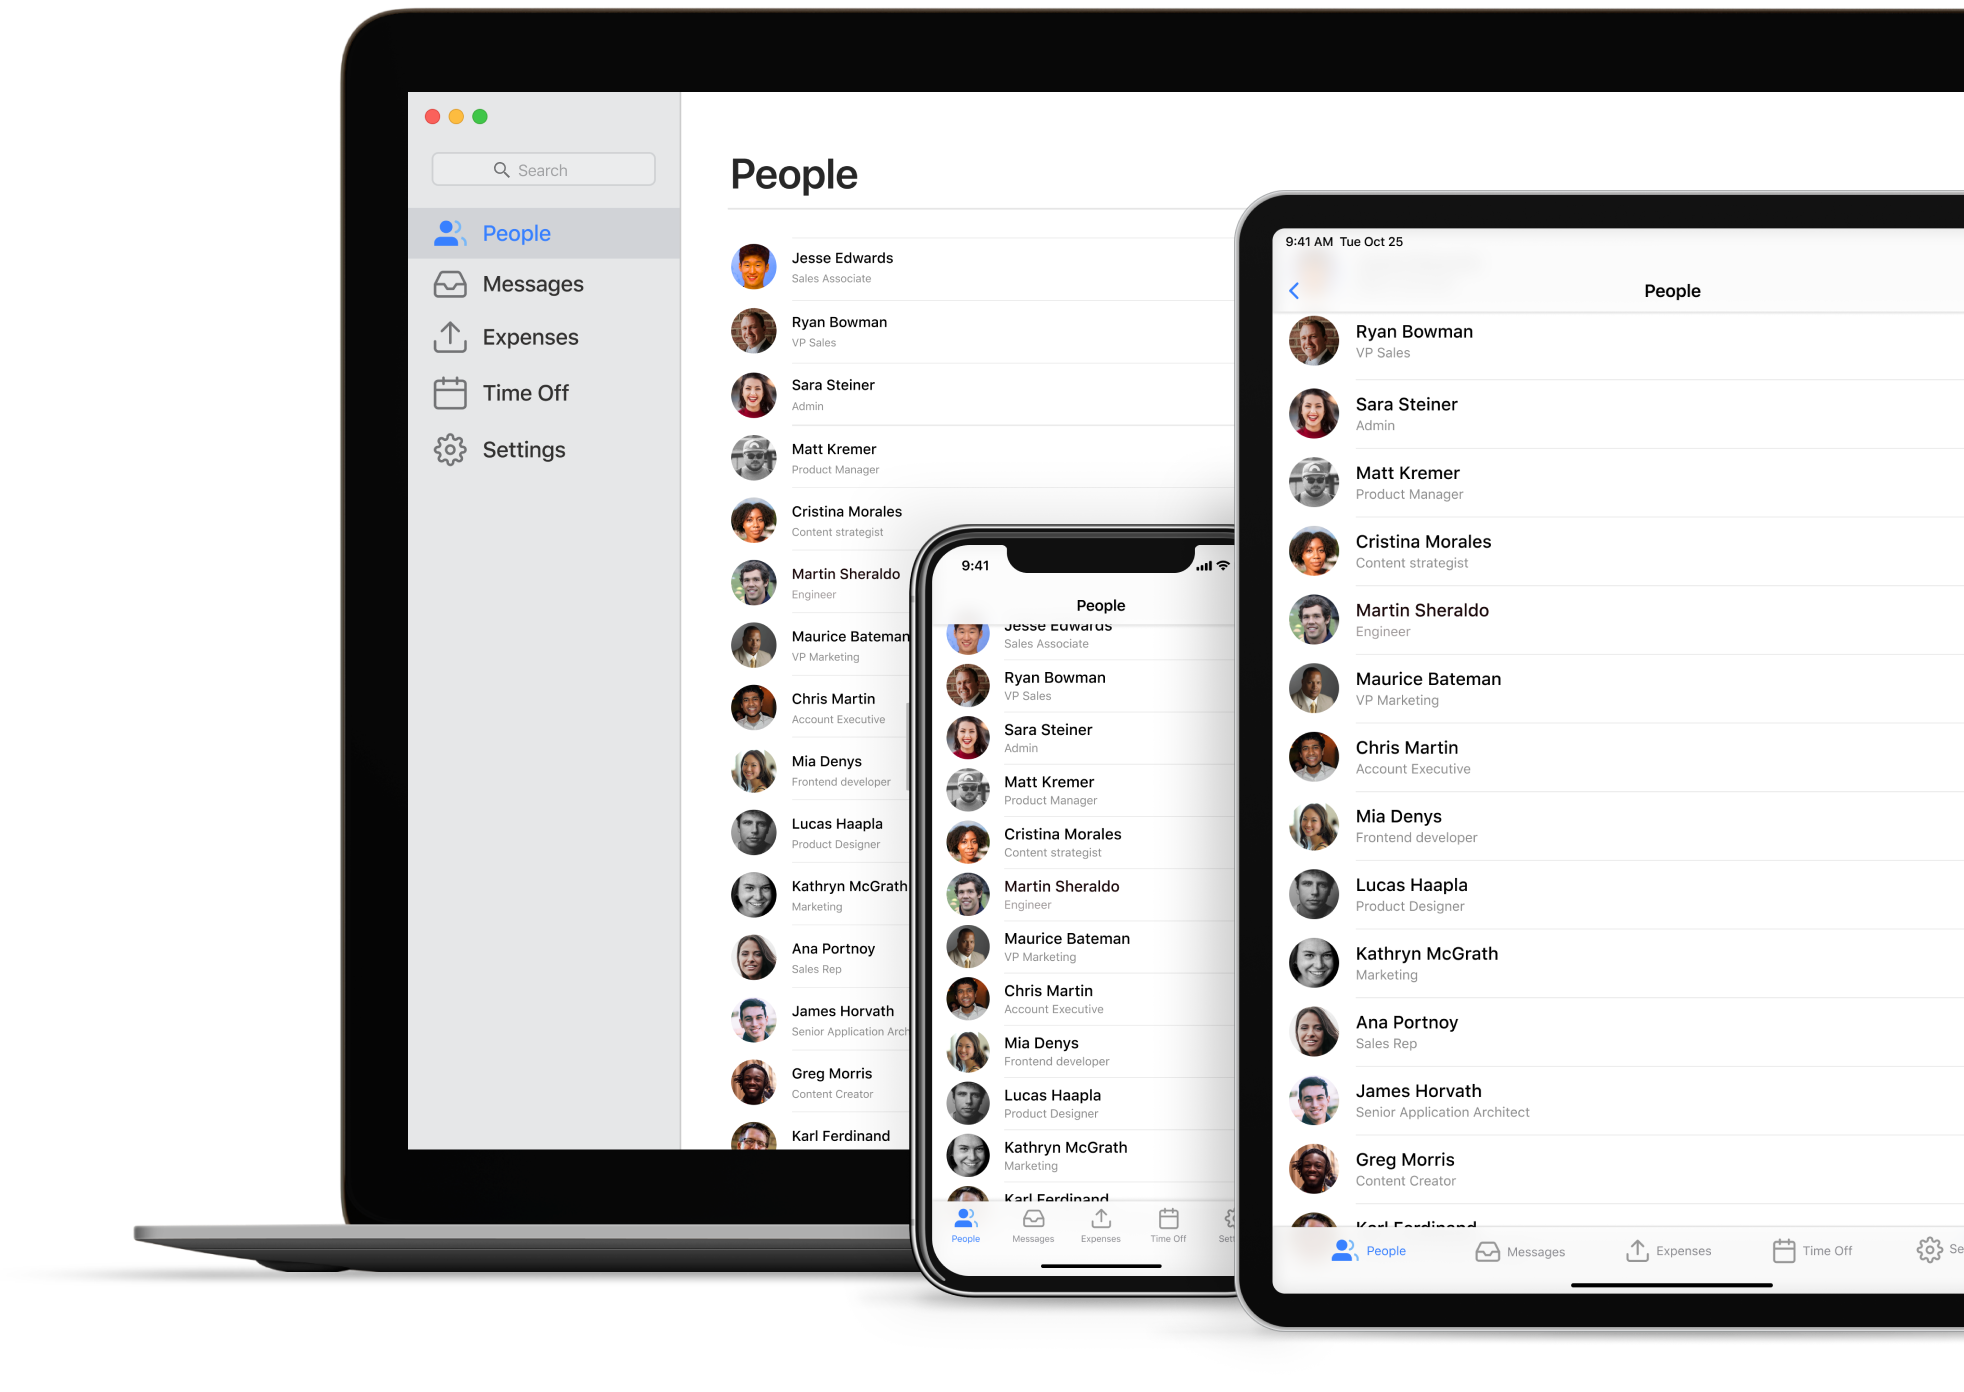 Search
People
Messages
Expenses
Time Off
Settings
People
Jesse Edwards
Sales Associate
Ryan Bowman
VP Sales
Sara Steiner
Admin
Matt Kremer
Product Manager
Cristina Morales
Content strategist
Martin Sheraldo
Engineer
Maurice Bateman
VP Marketing
Chris Martin
Account Executive
Mia Denys
Frontend developer
Lucas Haapla
Product Designer
Kathryn McGrath
Marketing
Ana Portnoy
Sales Rep
James Horvath
Senior Application Arch
Greg Morris
Content Creator
Karl Ferdinand
9:41
People
Jesse Edwards
Sales Associate
Ryan Bowman
VP Sales
Sara Steiner
Admin
Matt Kremer
Product Manager
Cristina Morales
Content strategist
Martin Sheraldo
Engineer
Maurice Bateman
VP Marketing
Chris Martin
Account Executive
Mia Denys
Frontend developer
Lucas Haapla
Product Designer
Kathryn McGrath
Marketing
Karl Ferdinand
People Messages Expenses Time Off Sett
9:41 AM Tue Oct 25
People
Ryan Bowman
VP Sales
Sara Steiner
Admin
Matt Kremer
Product Manager
Cristina Morales
Content strategist
Martin Sheraldo
Engineer
Maurice Bateman
VP Marketing
Chris Martin
Account Executive
Mia Denys
Frontend developer
Lucas Haapla
Product Designer
Kathryn McGrath
Marketing
Ana Portnoy
Sales Rep
James Horvath
Senior Application Architect
Greg Morris
Content Creator
Karl Ferdinand
People Messages Expenses Time Off Se